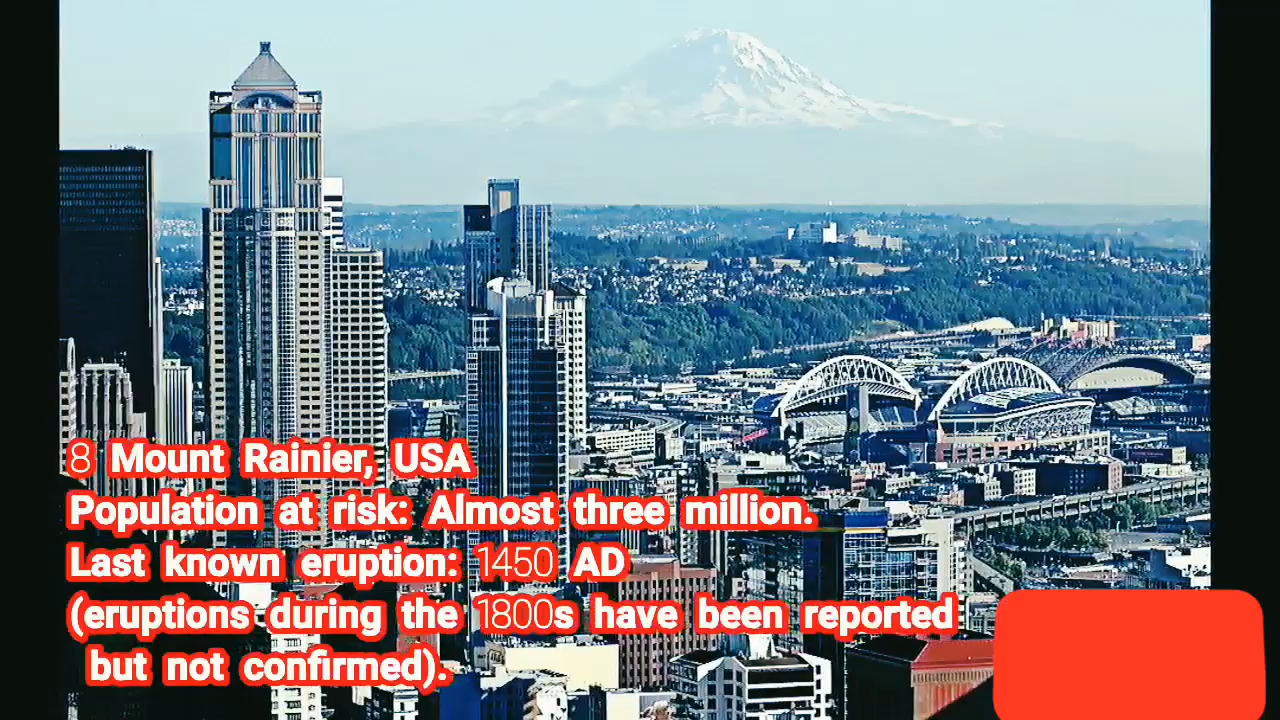 8 Mount Rainier, USA
Population at risk: Almost three million.
Last known eruption: 1450 AD
(eruptions during the 1800s have been reported
but not confirmed).